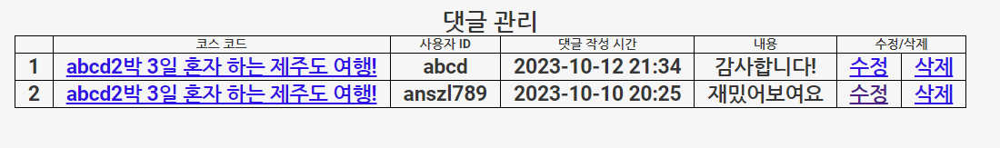 댓글 관리
코스 코드 사용자 ID 댓글 작성 시간 내용 수정/삭제
1 abcd2박 3일 혼자 하는 제주도 여행! abcd 2023-10-12 21:34 감사합니다! 수정 삭제
2 abcd2박 3일 혼자 하는 제주도 여행! anszl789 2023-10-10 20:25 재밌어보여요 수정 삭제